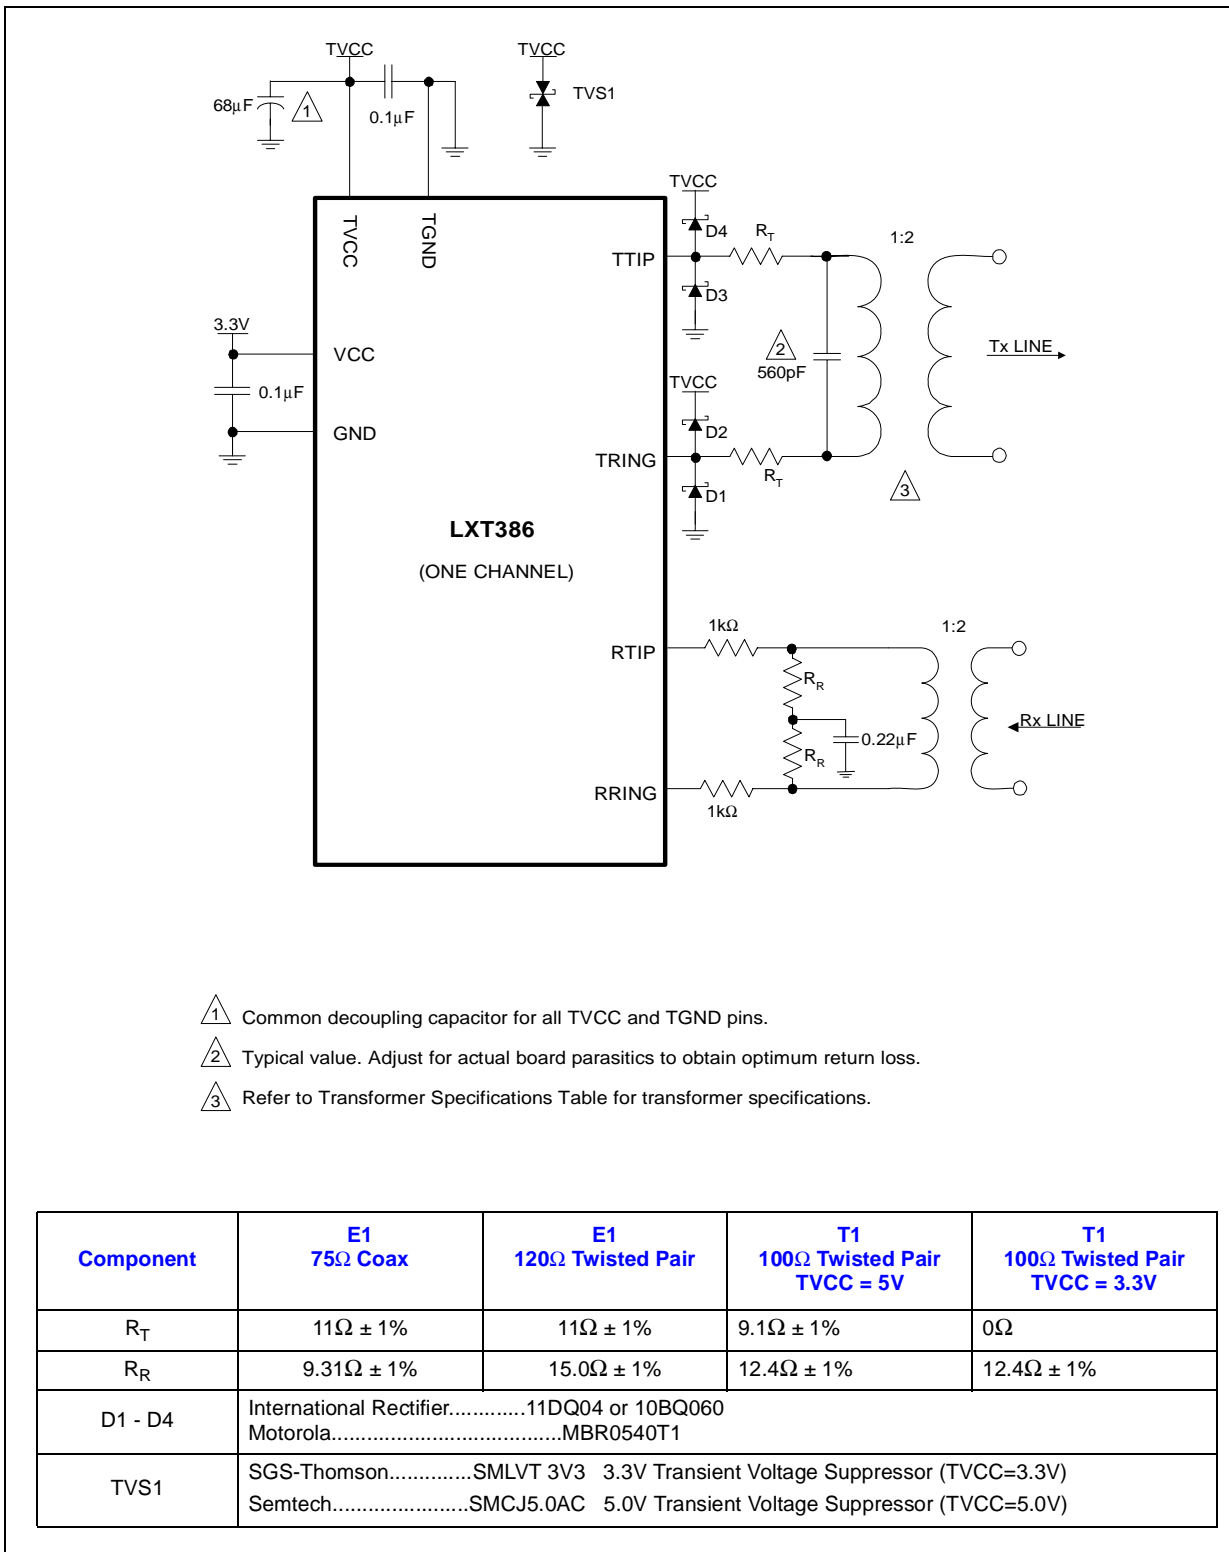 TVCC
TVCC
68µF
1
0.1µF
TVS1
TVCC
TVCC
TGND
TTIP
D4
R_T
1:2
D3
3.3V
VCC
0.1µF
GND
2
560pF
Tx LINE
TVCC
D2
TRING
D1
R_T
3
LXT386
(ONE CHANNEL)
1kΩ
1:2
RTIP
R_R
0.22µF
Rx LINE
R_R
RRING
1kΩ
1 Common decoupling capacitor for all TVCC and TGND pins.
2 Typical value. Adjust for actual board parasitics to obtain optimum return loss.
3 Refer to Transformer Specifications Table for transformer specifications.
Component
E1
75Ω Coax
E1
120Ω Twisted Pair
T1
100Ω Twisted Pair
TVCC = 5V
T1
100Ω Twisted Pair
TVCC = 3.3V
R_T 11Ω ± 1% 11Ω ± 1% 9.1Ω ± 1% 0Ω
R_R 9.31Ω ± 1% 15.0Ω ± 1% 12.4Ω ± 1% 12.4Ω ± 1%
D1 - D4
International Rectifier.............11DQ04 or 10BQ060
Motorola.......................................MBR0540T1
TVS1
SGS-Thomson..............SMLVT 3V3 3.3V Transient Voltage Suppressor (TVCC=3.3V)
Semtech.......................SMCJ5.0AC 5.0V Transient Voltage Suppressor (TVCC=5.0V)